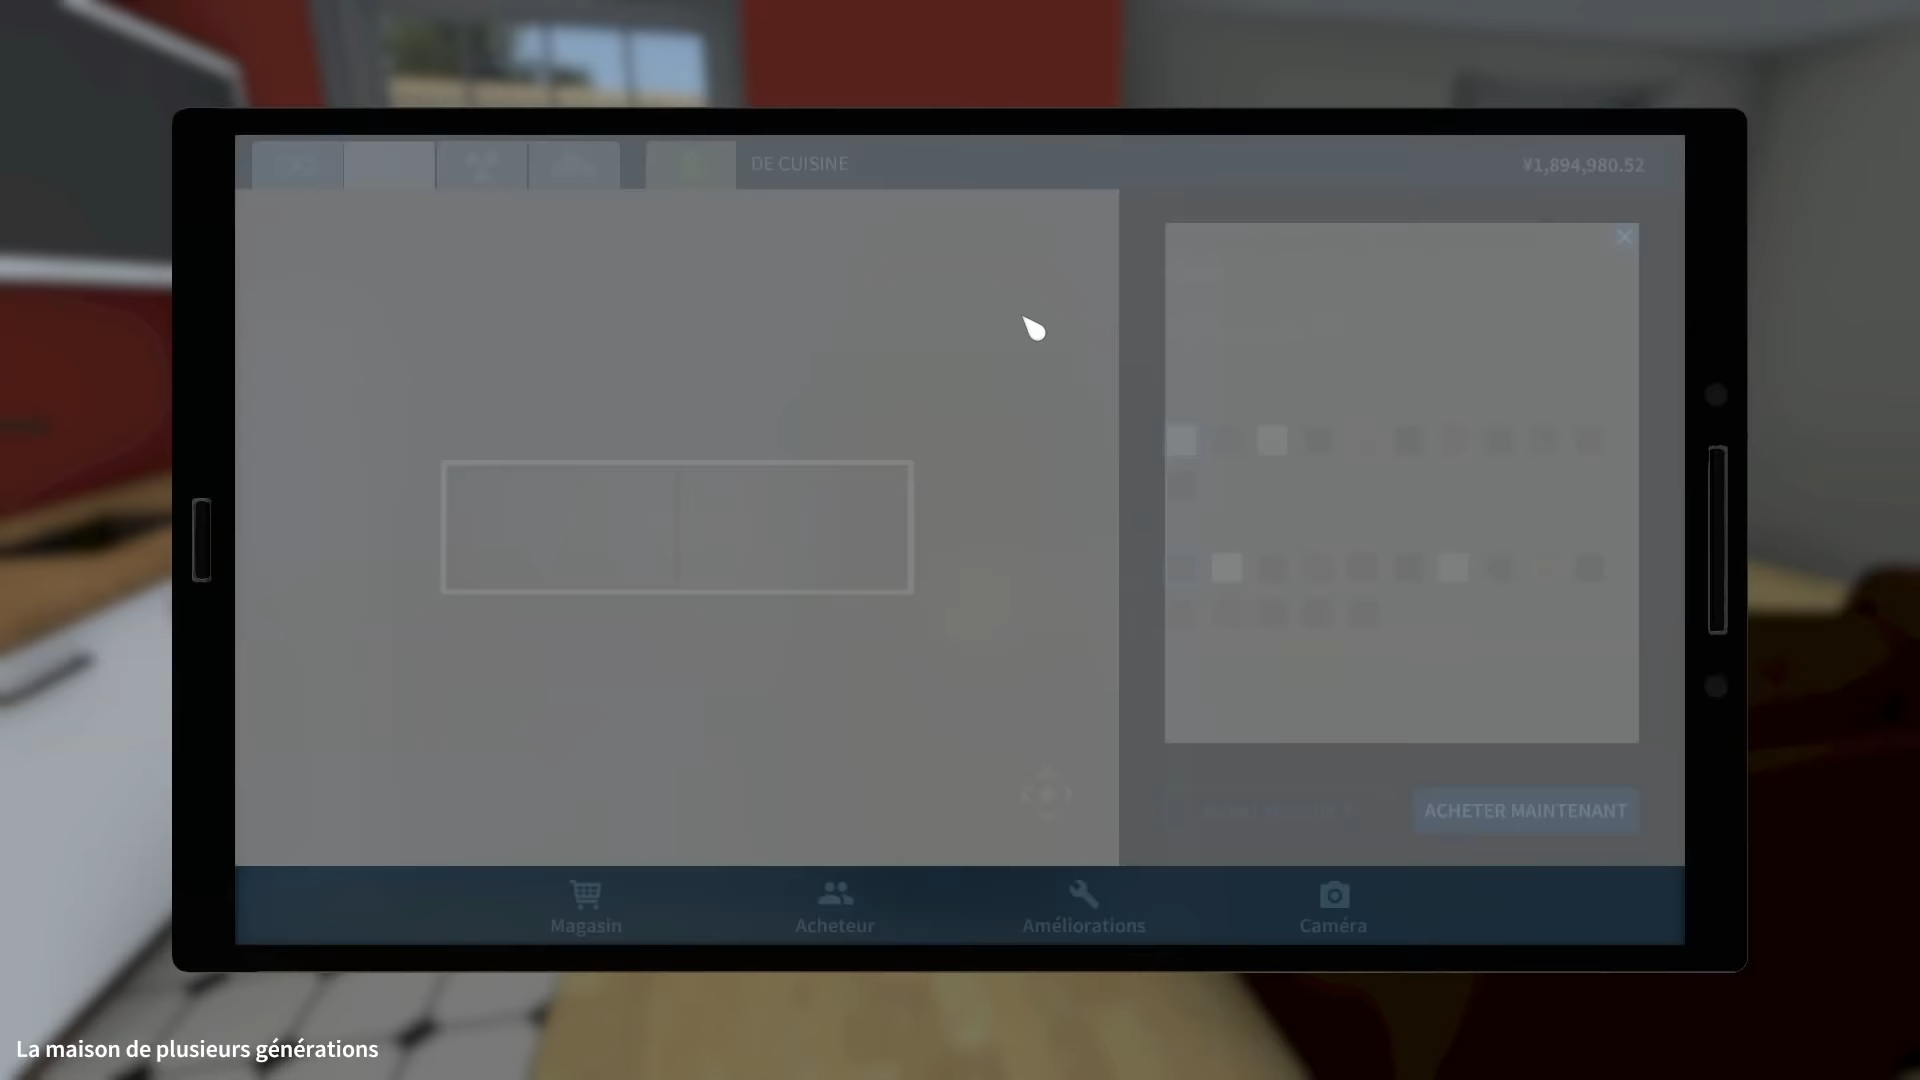 DE CUISINE
¥1,894,980.52
ACHETER MAINTENANT
Magasin
Acheteur
Améliorations
Caméra
La maison de plusieurs générations